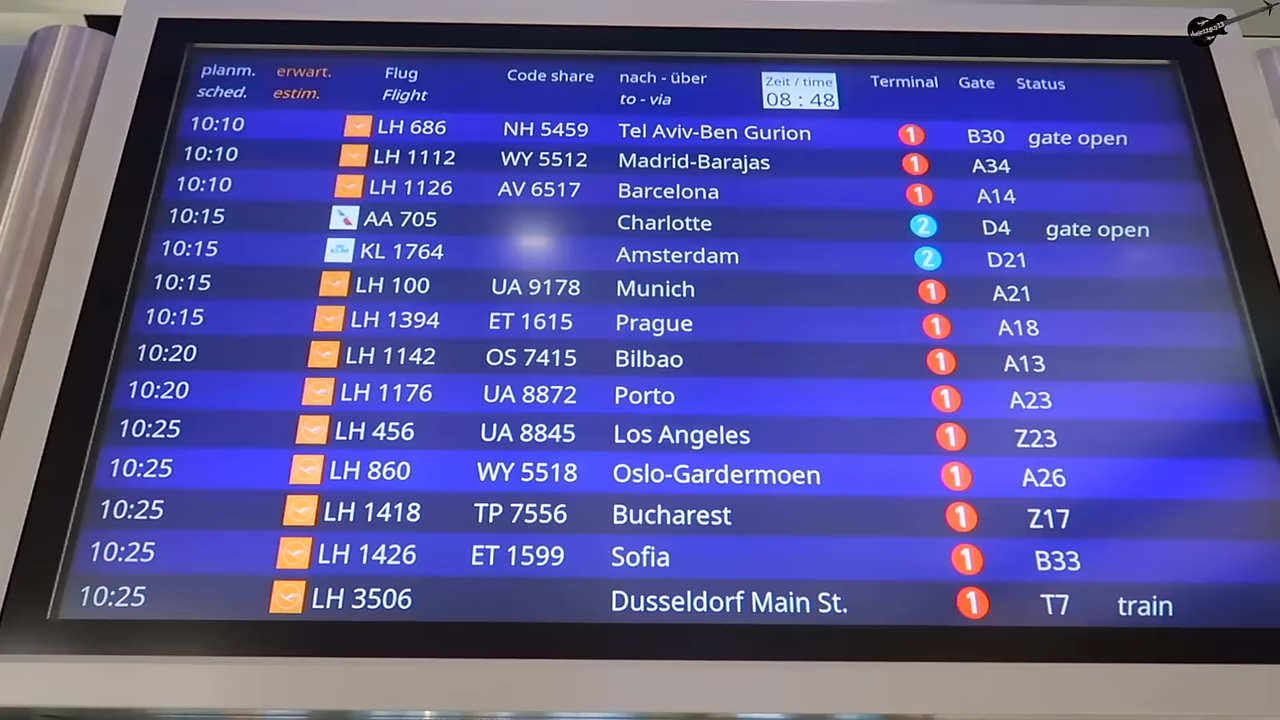 planm. erwart. Flug Code share nach - über Zeit / time Terminal Gate Status
sched. estim. Flight to - via 08 : 48
10:10 LH 686 NH 5459 Tel Aviv-Ben Gurion 1 B30 gate open
10:10 LH 1112 WY 5512 Madrid-Barajas 1 A34
10:10 LH 1126 AV 6517 Barcelona 1 A14
10:15 AA 705 Charlotte 2 D4 gate open
10:15 KLM KL 1764 Amsterdam 2 D21
10:15 LH 100 UA 9178 Munich 1 A21
10:15 LH 1394 ET 1615 Prague 1 A18
10:20 LH 1142 OS 7415 Bilbao 1 A13
10:20 LH 1176 UA 8872 Porto 1 A23
10:25 LH 456 UA 8845 Los Angeles 1 Z23
10:25 LH 860 WY 5518 Oslo-Gardermoen 1 A26
10:25 LH 1418 TP 7556 Bucharest 1 Z17
10:25 LH 1426 ET 1599 Sofia 1 B33
10:25 LH 3506 Dusseldorf Main St. 1 T7 train